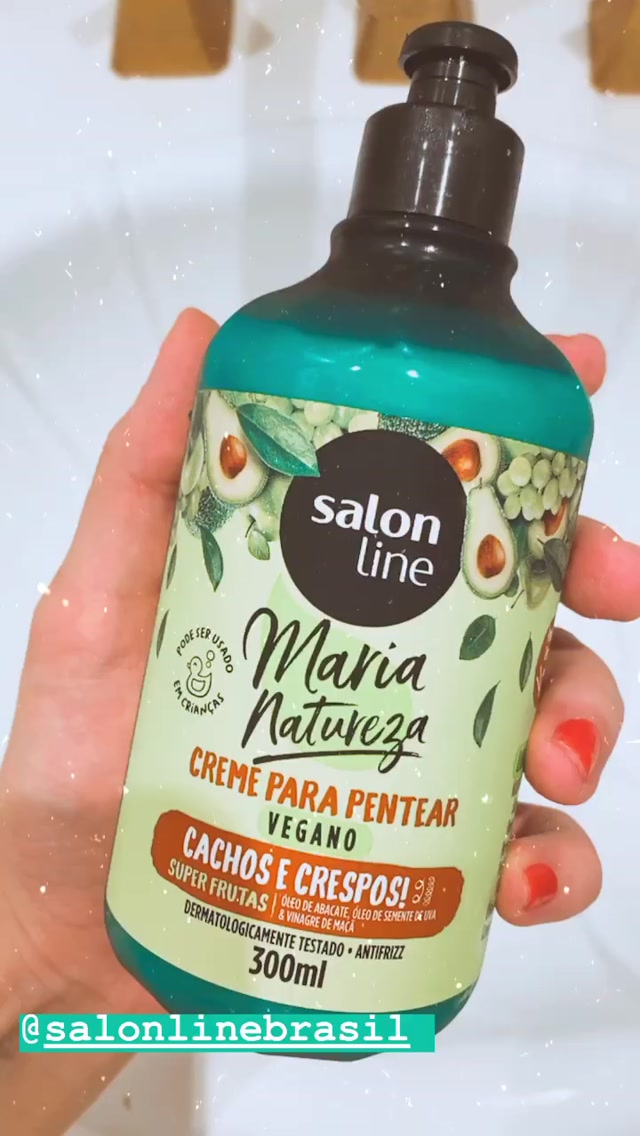 salon
line
PODE SER USADO
EM CRIANÇAS
Maria
Natureza
CREME PARA PENTEAR
VEGANO
CACHOS E CRESPOS!
SUPER FRUTAS
ÓLEO DE ABACATE, ÓLEO DE SEMENTE DE UVA
& VINAGRE DE MAÇÃ
DERMATOLOGICAMENTE TESTADO • ANTIFRIZZ
300ml
@salonlinebrasil